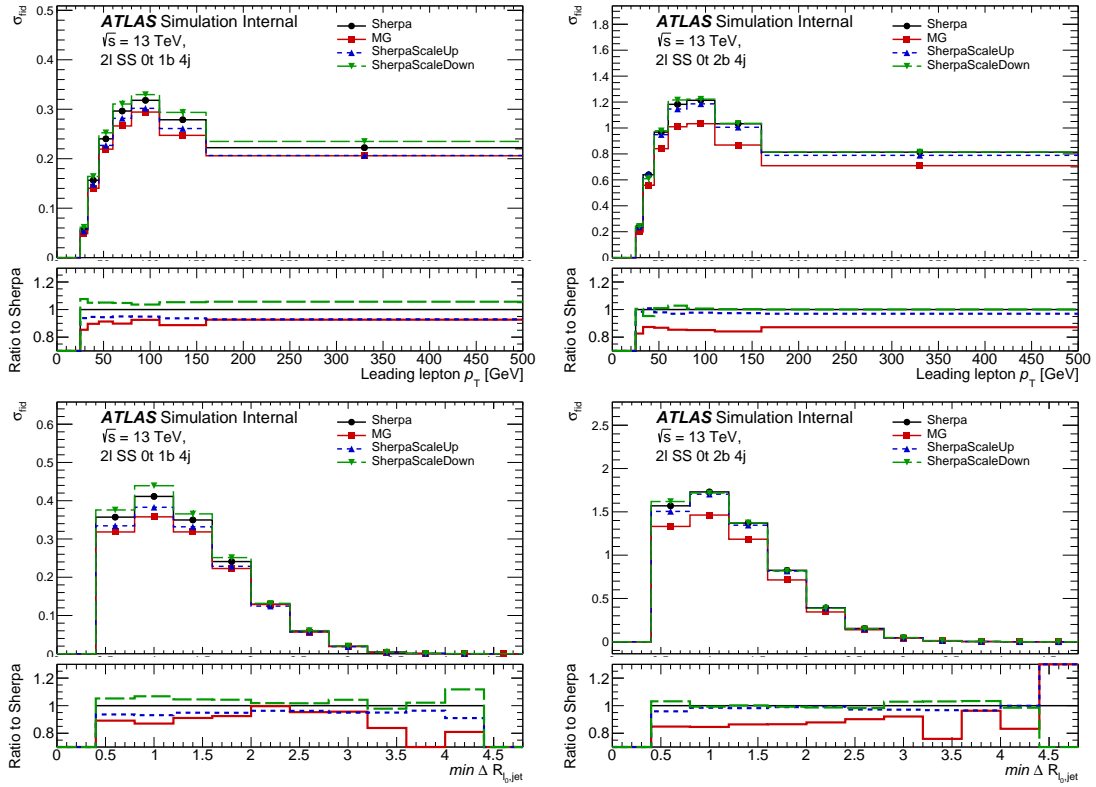 σfid
ATLAS Simulation Internal
√s = 13 TeV,
2l SS 0t 1b 4j
Sherpa
MG
SherpaScaleUp
SherpaScaleDown
0.5
0.4
0.3
0.2
0.1
0
Ratio to Sherpa
1.2
1
0.8
0 50 100 150 200 250 300 350 400 450 500
Leading lepton pT [GeV]
σfid
ATLAS Simulation Internal
√s = 13 TeV,
2l SS 0t 2b 4j
Sherpa
MG
SherpaScaleUp
SherpaScaleDown
1.8
1.6
1.4
1.2
1.0
0.8
0.6
0.4
0.2
0
Ratio to Sherpa
1.2
1
0.8
0 50 100 150 200 250 300 350 400 450 500
Leading lepton pT [GeV]
σfid
ATLAS Simulation Internal
√s = 13 TeV,
2l SS 0t 1b 4j
Sherpa
MG
SherpaScaleUp
SherpaScaleDown
0.6
0.5
0.4
0.3
0.2
0.1
0
Ratio to Sherpa
1.2
1
0.8
0 0.5 1 1.5 2 2.5 3 3.5 4 4.5
min Δ Rl0,jet
σfid
ATLAS Simulation Internal
√s = 13 TeV,
2l SS 0t 2b 4j
Sherpa
MG
SherpaScaleUp
SherpaScaleDown
2.5
2
1.5
1
0.5
0
Ratio to Sherpa
1.2
1
0.8
0 0.5 1 1.5 2 2.5 3 3.5 4 4.5
min Δ Rl0,jet